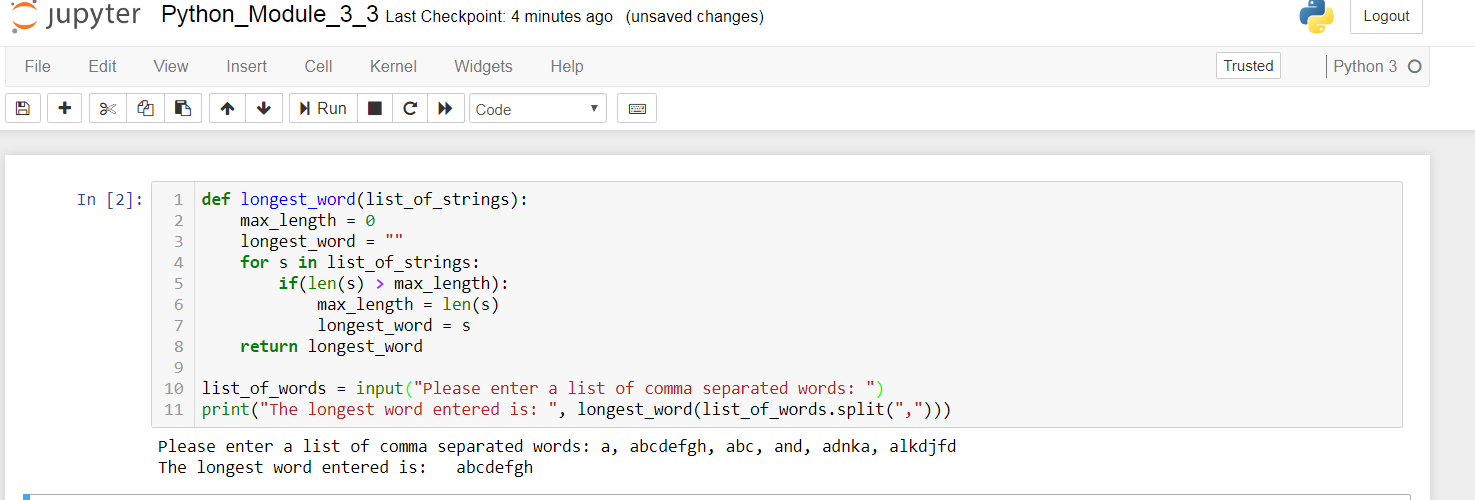 jupyter Python_Module_3_3 Last Checkpoint: 4 minutes ago (unsaved changes) Logout
File Edit View Insert Cell Kernel Widgets Help Trusted Python 3
Run Code
In [2]:
1 def longest_word(list_of_strings):
2     max_length = 0
3     longest_word = ""
4     for s in list_of_strings:
5         if(len(s) > max_length):
6             max_length = len(s)
7             longest_word = s
8     return longest_word
9
10 list_of_words = input("Please enter a list of comma separated words: ")
11 print("The longest word entered is: ", longest_word(list_of_words.split(",")))
Please enter a list of comma separated words: a, abcdefgh, abc, and, adnka, alkdjfd
The longest word entered is:   abcdefgh